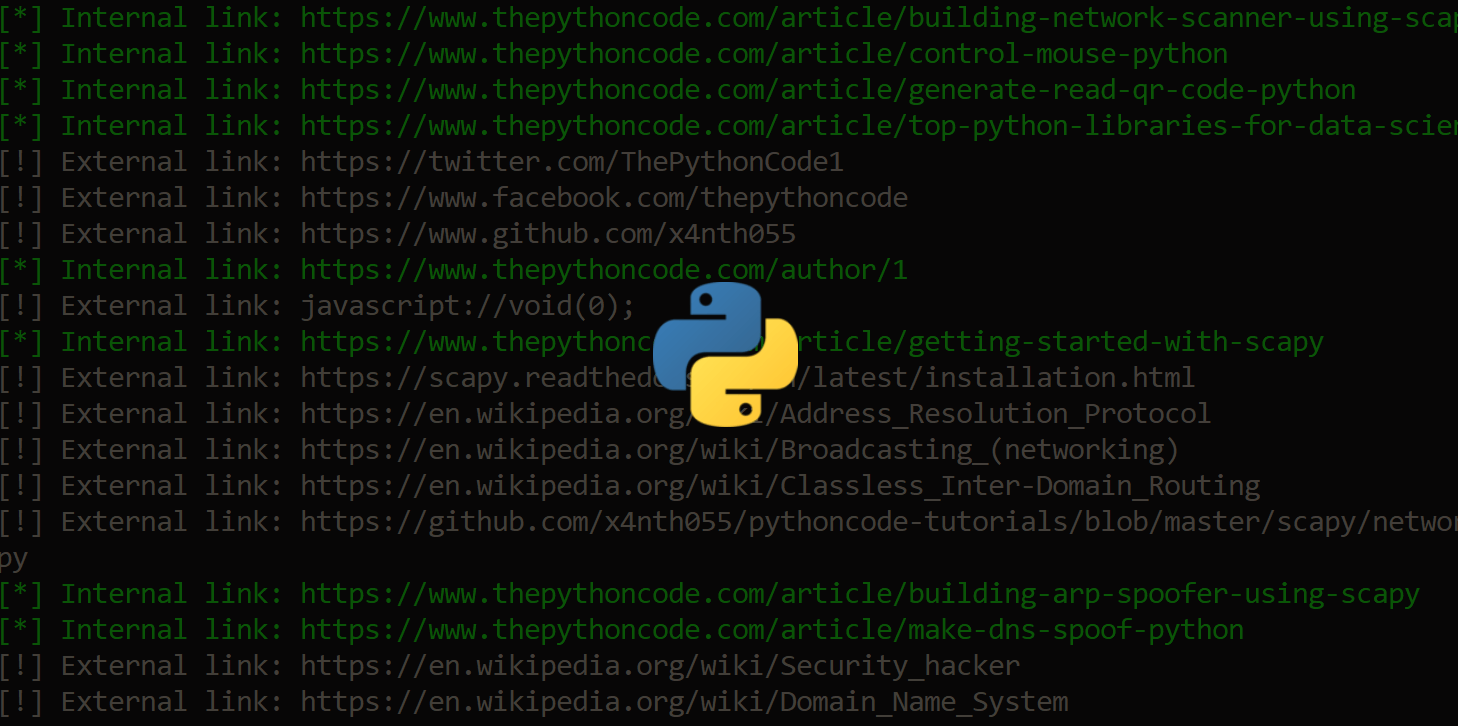 [*] Internal link: https://www.thepythoncode.com/article/building-network-scanner-using-scap
[*] Internal link: https://www.thepythoncode.com/article/control-mouse-python
[*] Internal link: https://www.thepythoncode.com/article/generate-read-qr-code-python
[*] Internal link: https://www.thepythoncode.com/article/top-python-libraries-for-data-scien
[!] External link: https://twitter.com/ThePythonCode1
[!] External link: https://www.facebook.com/thepythoncode
[!] External link: https://www.github.com/x4nth055
[*] Internal link: https://www.thepythoncode.com/author/1
[!] External link: javascript://void(0);
[*] Internal link: https://www.thepythonc rticle/getting-started-with-scapy
[!] External link: https://scapy.readthedo /latest/installation.html
[!] External link: https://en.wikipedia.org/ i/Address_Resolution_Protocol
[!] External link: https://en.wikipedia.org/wiki/Broadcasting_(networking)
[!] External link: https://en.wikipedia.org/wiki/Classless_Inter-Domain_Routing
[!] External link: https://github.com/x4nth055/pythoncode-tutorials/blob/master/scapy/networ
py
[*] Internal link: https://www.thepythoncode.com/article/building-arp-spoofer-using-scapy
[*] Internal link: https://www.thepythoncode.com/article/make-dns-spoof-python
[!] External link: https://en.wikipedia.org/wiki/Security_hacker
[!] External link: https://en.wikipedia.org/wiki/Domain_Name_System